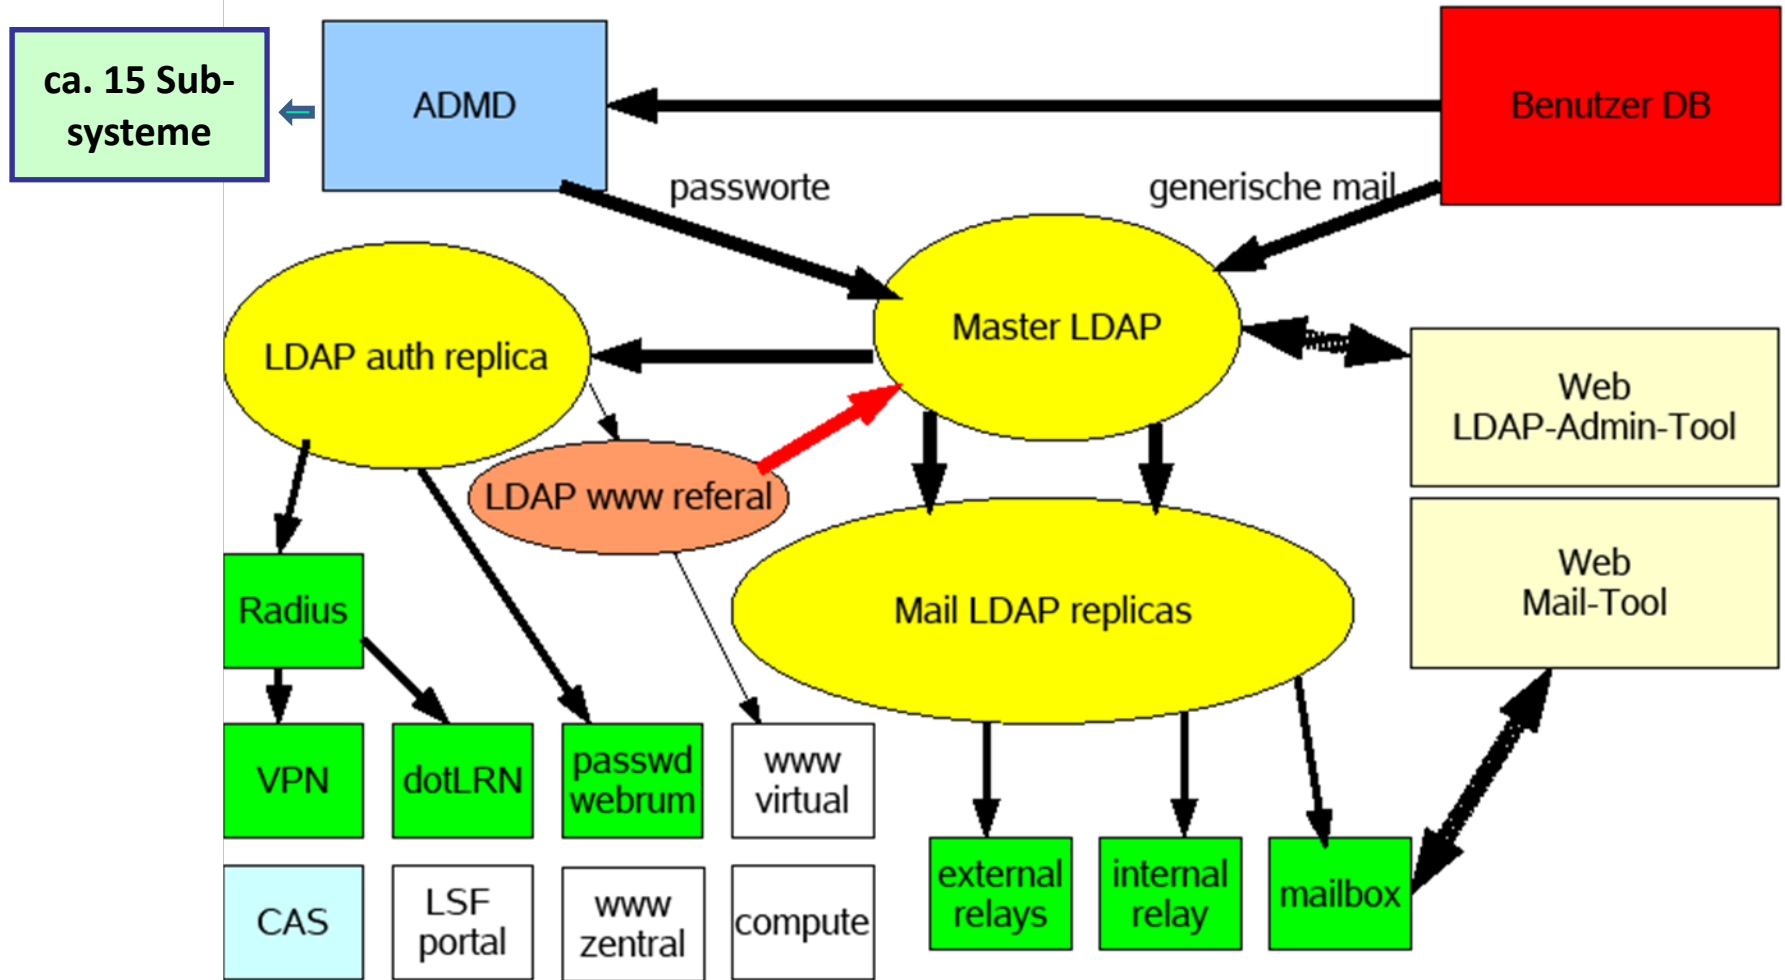 ca. 15 Sub-
systeme
ADMD
Benutzer DB
passworte
generische mail
Master LDAP
LDAP auth replica
Web
LDAP-Admin-Tool
LDAP www referal
Web
Mail-Tool
Radius
Mail LDAP replicas
VPN
dotLRN
passwd
webrum
www
virtual
external
relays
internal
relay
mailbox
CAS
LSF
portal
www
zentral
compute